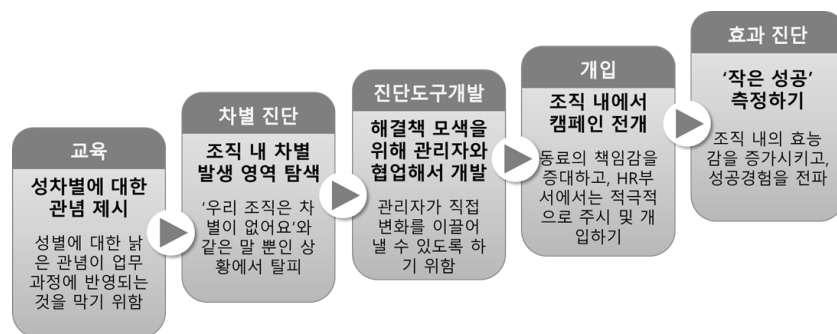 교육
성차별에 대한
관념 제시
성별에 대한 낡
은 관념이 업무
과정에 반영되는
것을 막기 위함
차별 진단
조직 내 차별
발생 영역 탐색
‘우리 조직은 차
별이 없어요‘와
같은 말 뿐인 상
황에서 탈피
진단도구개발
해결책 모색을
위해 관리자와
협업해서 개발
관리자가 직접
변화를 이끌어
낼 수 있도록 하
기 위함
개입
조직 내에서
캠페인 전개
동료의 책임감을
증대하고, HR부
서에서는 적극적
으로 주시 및 개
입하기
효과 진단
‘작은 성공’
측정하기
조직 내의 효능
감을 증가시키고,
성공경험을 전파